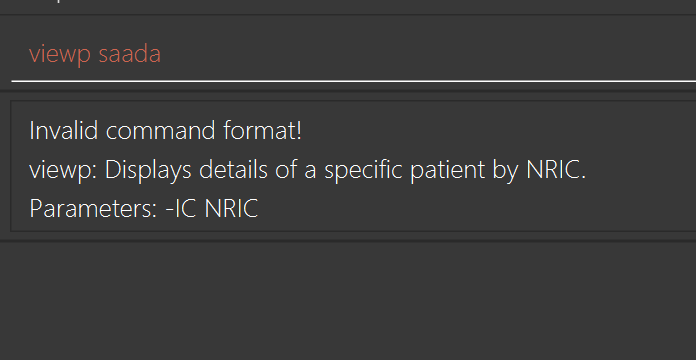 viewp saada
Invalid command format!
viewp: Displays details of a specific patient by NRIC.
Parameters: -IC NRIC